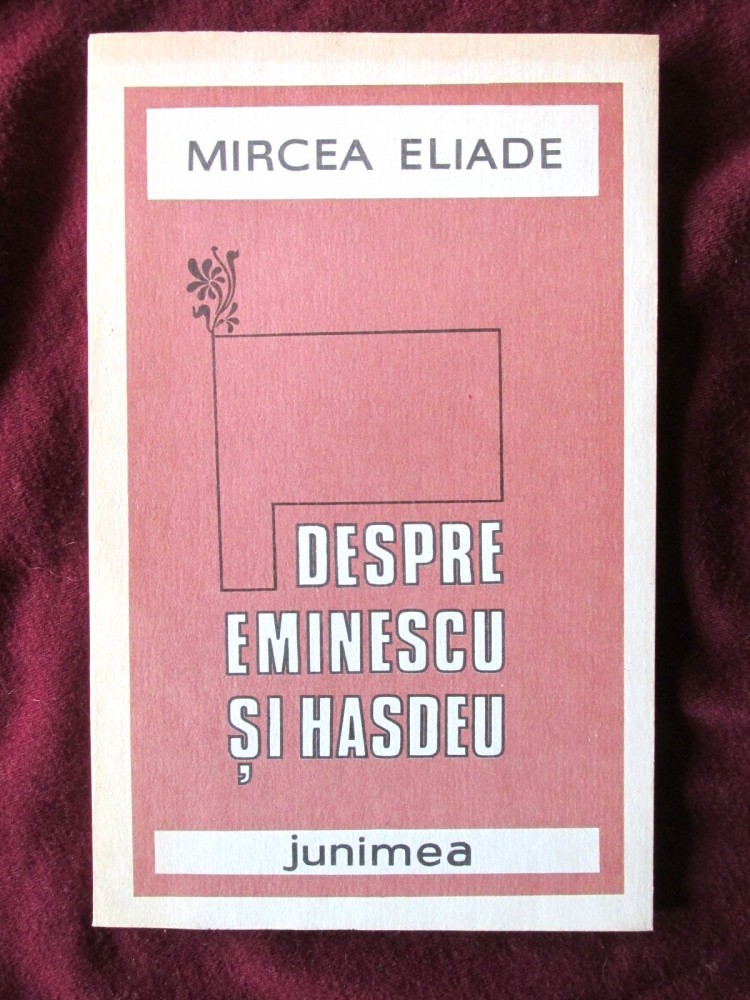 MIRCEA ELIADE
DESPRE
EMINESCU
ȘI HASDEU
junimea